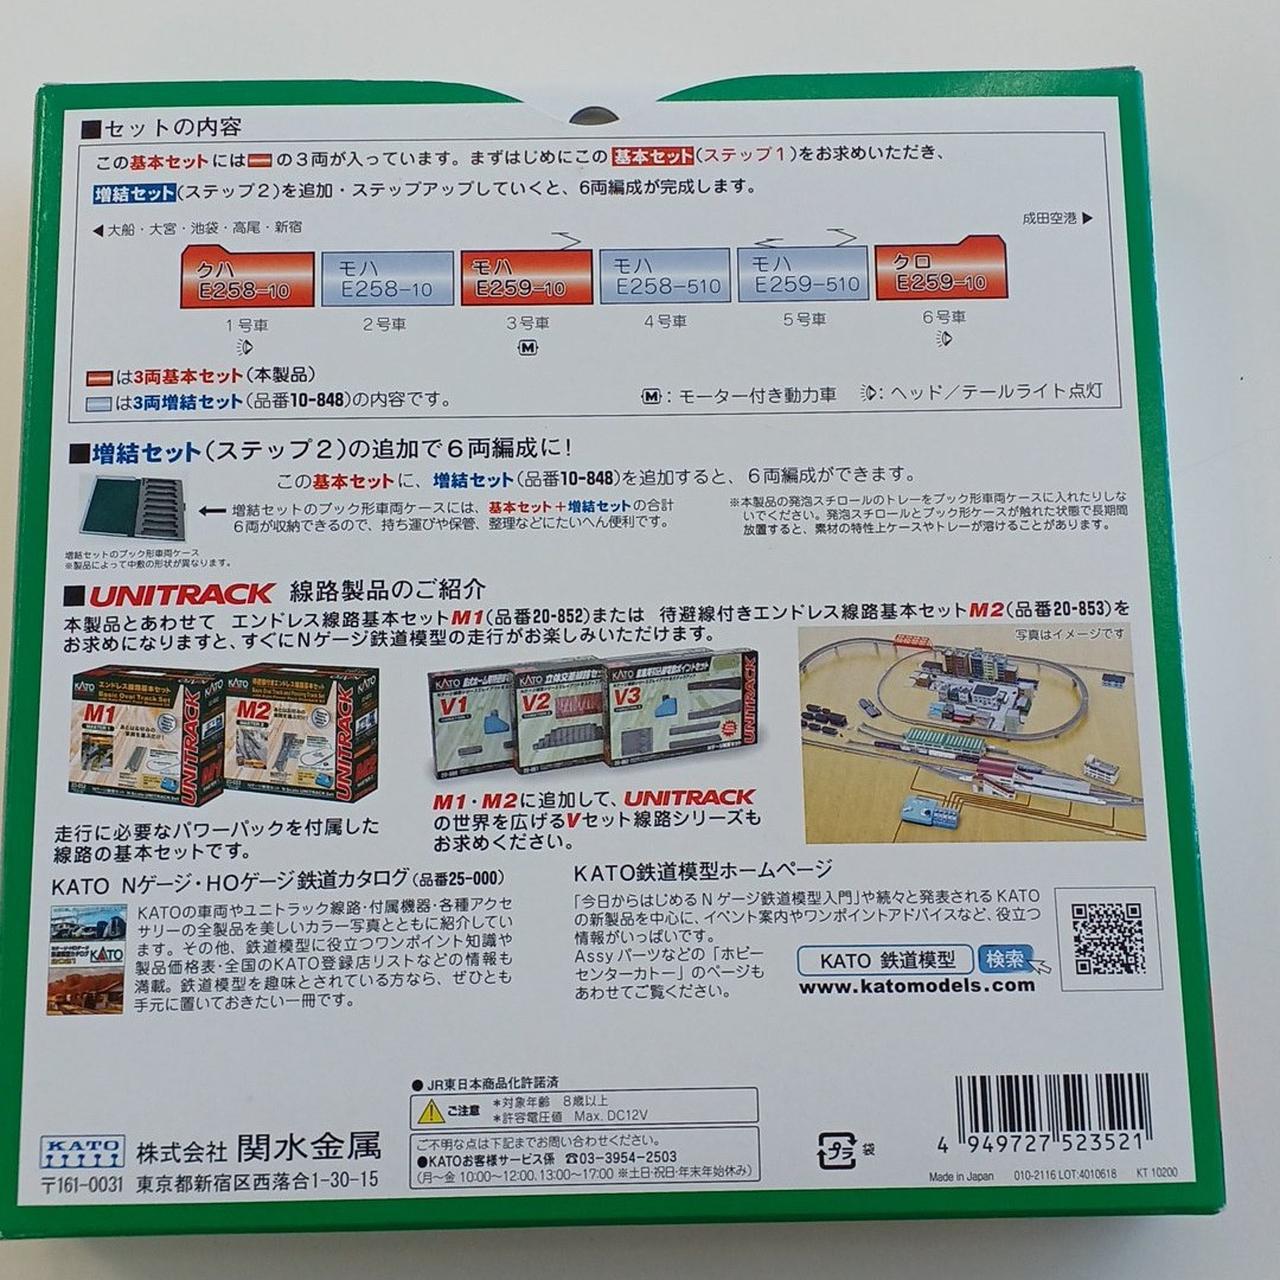 ■セットの内容
この基本セットには の3両が入っています。まずはじめにこの 基本セット(ステップ1)をお求めいただき、
増結セット(ステップ2)を追加・ステップアップしていくと、6両編成が完成します。
◀大船・大宮・池袋・高尾・新宿
成田空港▶
クハ E258-10
モハ E258-10
モハ E259-10
モハ E258-510
モハ E259-510
クロ E259-10
1号車 2号車 3号車 4号車 5号車 6号車
M
は3両基本セット(本製品)
は3両増結セット(品番10-848)の内容です。
M:モーター付き動力車 :ヘッド/テールライト点灯
■増結セット(ステップ2)の追加で6両編成に!
この基本セットに、増結セット(品番10-848)を追加すると、6両編成ができます。
←増結セットのブック形車両ケースには、基本セット+増結セットの合計
6両が収納できるので、持ち運びや保管、整理などにたいへん便利です。
※本製品の発泡スチロールのトレーをブック形車両ケースに入れたりしな
いでください。発泡スチロールとブック形ケースが触れた状態で長期間
放置すると、素材の特性上ケースやトレーが溶けることがあります。
増結セットのブック形車両ケース
※製品によって中敷の形状が異なります。
■UNITRACK 線路製品のご紹介
本製品とあわせて エンドレス線路基本セットM1(品番20-852)または 待避線付きエンドレス線路基本セットM2(品番20-853)を
お求めになりますと、すぐにNゲージ鉄道模型の走行がお楽しみいただけます。
写真はイメージです
KATO エンドレス線路基本セット
Basic Oval Track Set
M1
UNITRACK
KATO
M2
UNITRACK
KATO
V1
KATO 立体交差線路セット
V2
KATO
V3
UNITRACK
走行に必要なパワーパックを付属した
線路の基本セットです。
M1・M2に追加して、UNITRACK
の世界を広げるVセット線路シリーズも
お求めください。
KATO Nゲージ・HOゲージ 鉄道カタログ(品番25-000)
KATOの車両やユニトラック線路・付属機器・各種アクセ
サリーの全製品を美しいカラー写真とともに紹介してい
ます。その他、鉄道模型に役立つワンポイント知識や
製品価格表・全国のKATO登録店リストなどの情報も
満載。鉄道模型を趣味とされている方なら、ぜひとも
手元に置いておきたい一冊です。
KATO
KATO鉄道模型ホームページ
「今日からはじめるNゲージ鉄道模型入門」や続々と発表されるKATO
の新製品を中心に、イベント案内やワンポイントアドバイスなど、役立つ
情報がいっぱいです。
Assyパーツなどの「ホビー
センターカトー」のページも
あわせてご覧ください。
KATO 鉄道模型 検索
www.katomodels.com
●JR東日本商品化許諾済
ご注意
*対象年齢 8歳以上
*許容電圧値 Max. DC12V
ご不明な点は下記までお問い合わせください。
●KATOお客様サービス係 ☎03-3954-2503
(月〜金 10:00〜12:00, 13:00〜17:00 ※土日・祝日・年末年始休み)
KATO 株式会社 関水金属
〒161-0031 東京都新宿区西落合1-30-15
プラ 袋
4 949727 523521
Made in Japan 010-2116 LOT:4010618 KT 10200